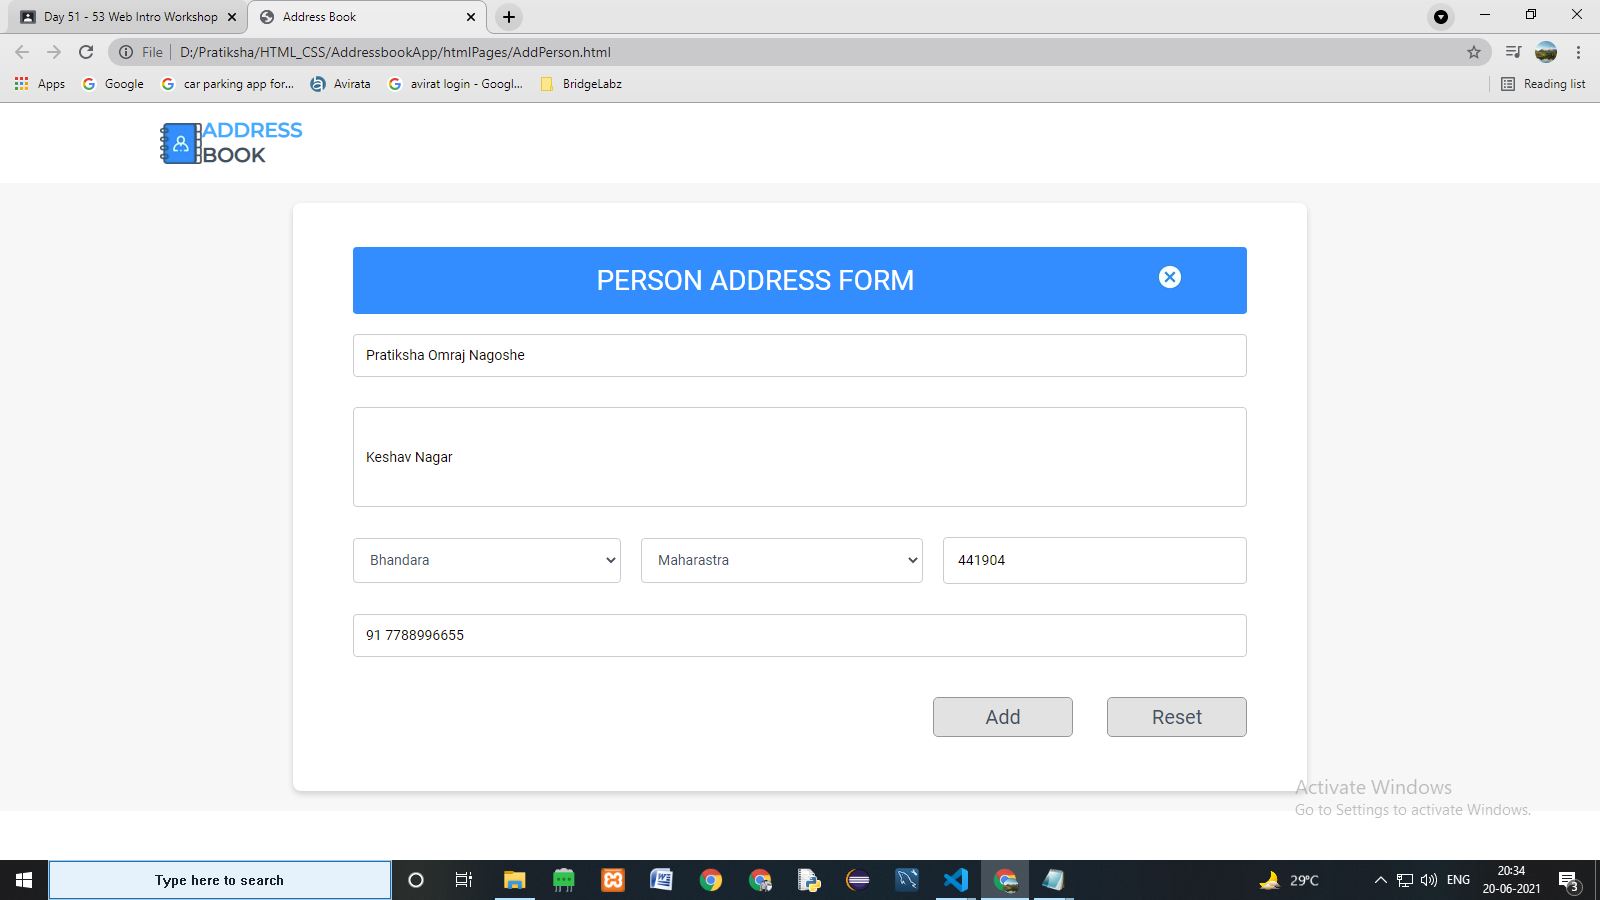 Day 51 - 53 Web Intro Workshop
Address Book
File D:/Pratiksha/HTML_CSS/AddressbookApp/htmlPages/AddPerson.html
Apps Google car parking app for... Avirata avirat login - Googl... BridgeLabz Reading list
ADDRESS
BOOK
PERSON ADDRESS FORM
Pratiksha Omraj Nagoshe
Keshav Nagar
Bhandara Maharastra 441904
91 7788996655
Add Reset
Activate Windows
Go to Settings to activate Windows.
Type here to search
29°C
ENG
20:34
20-06-2021
3